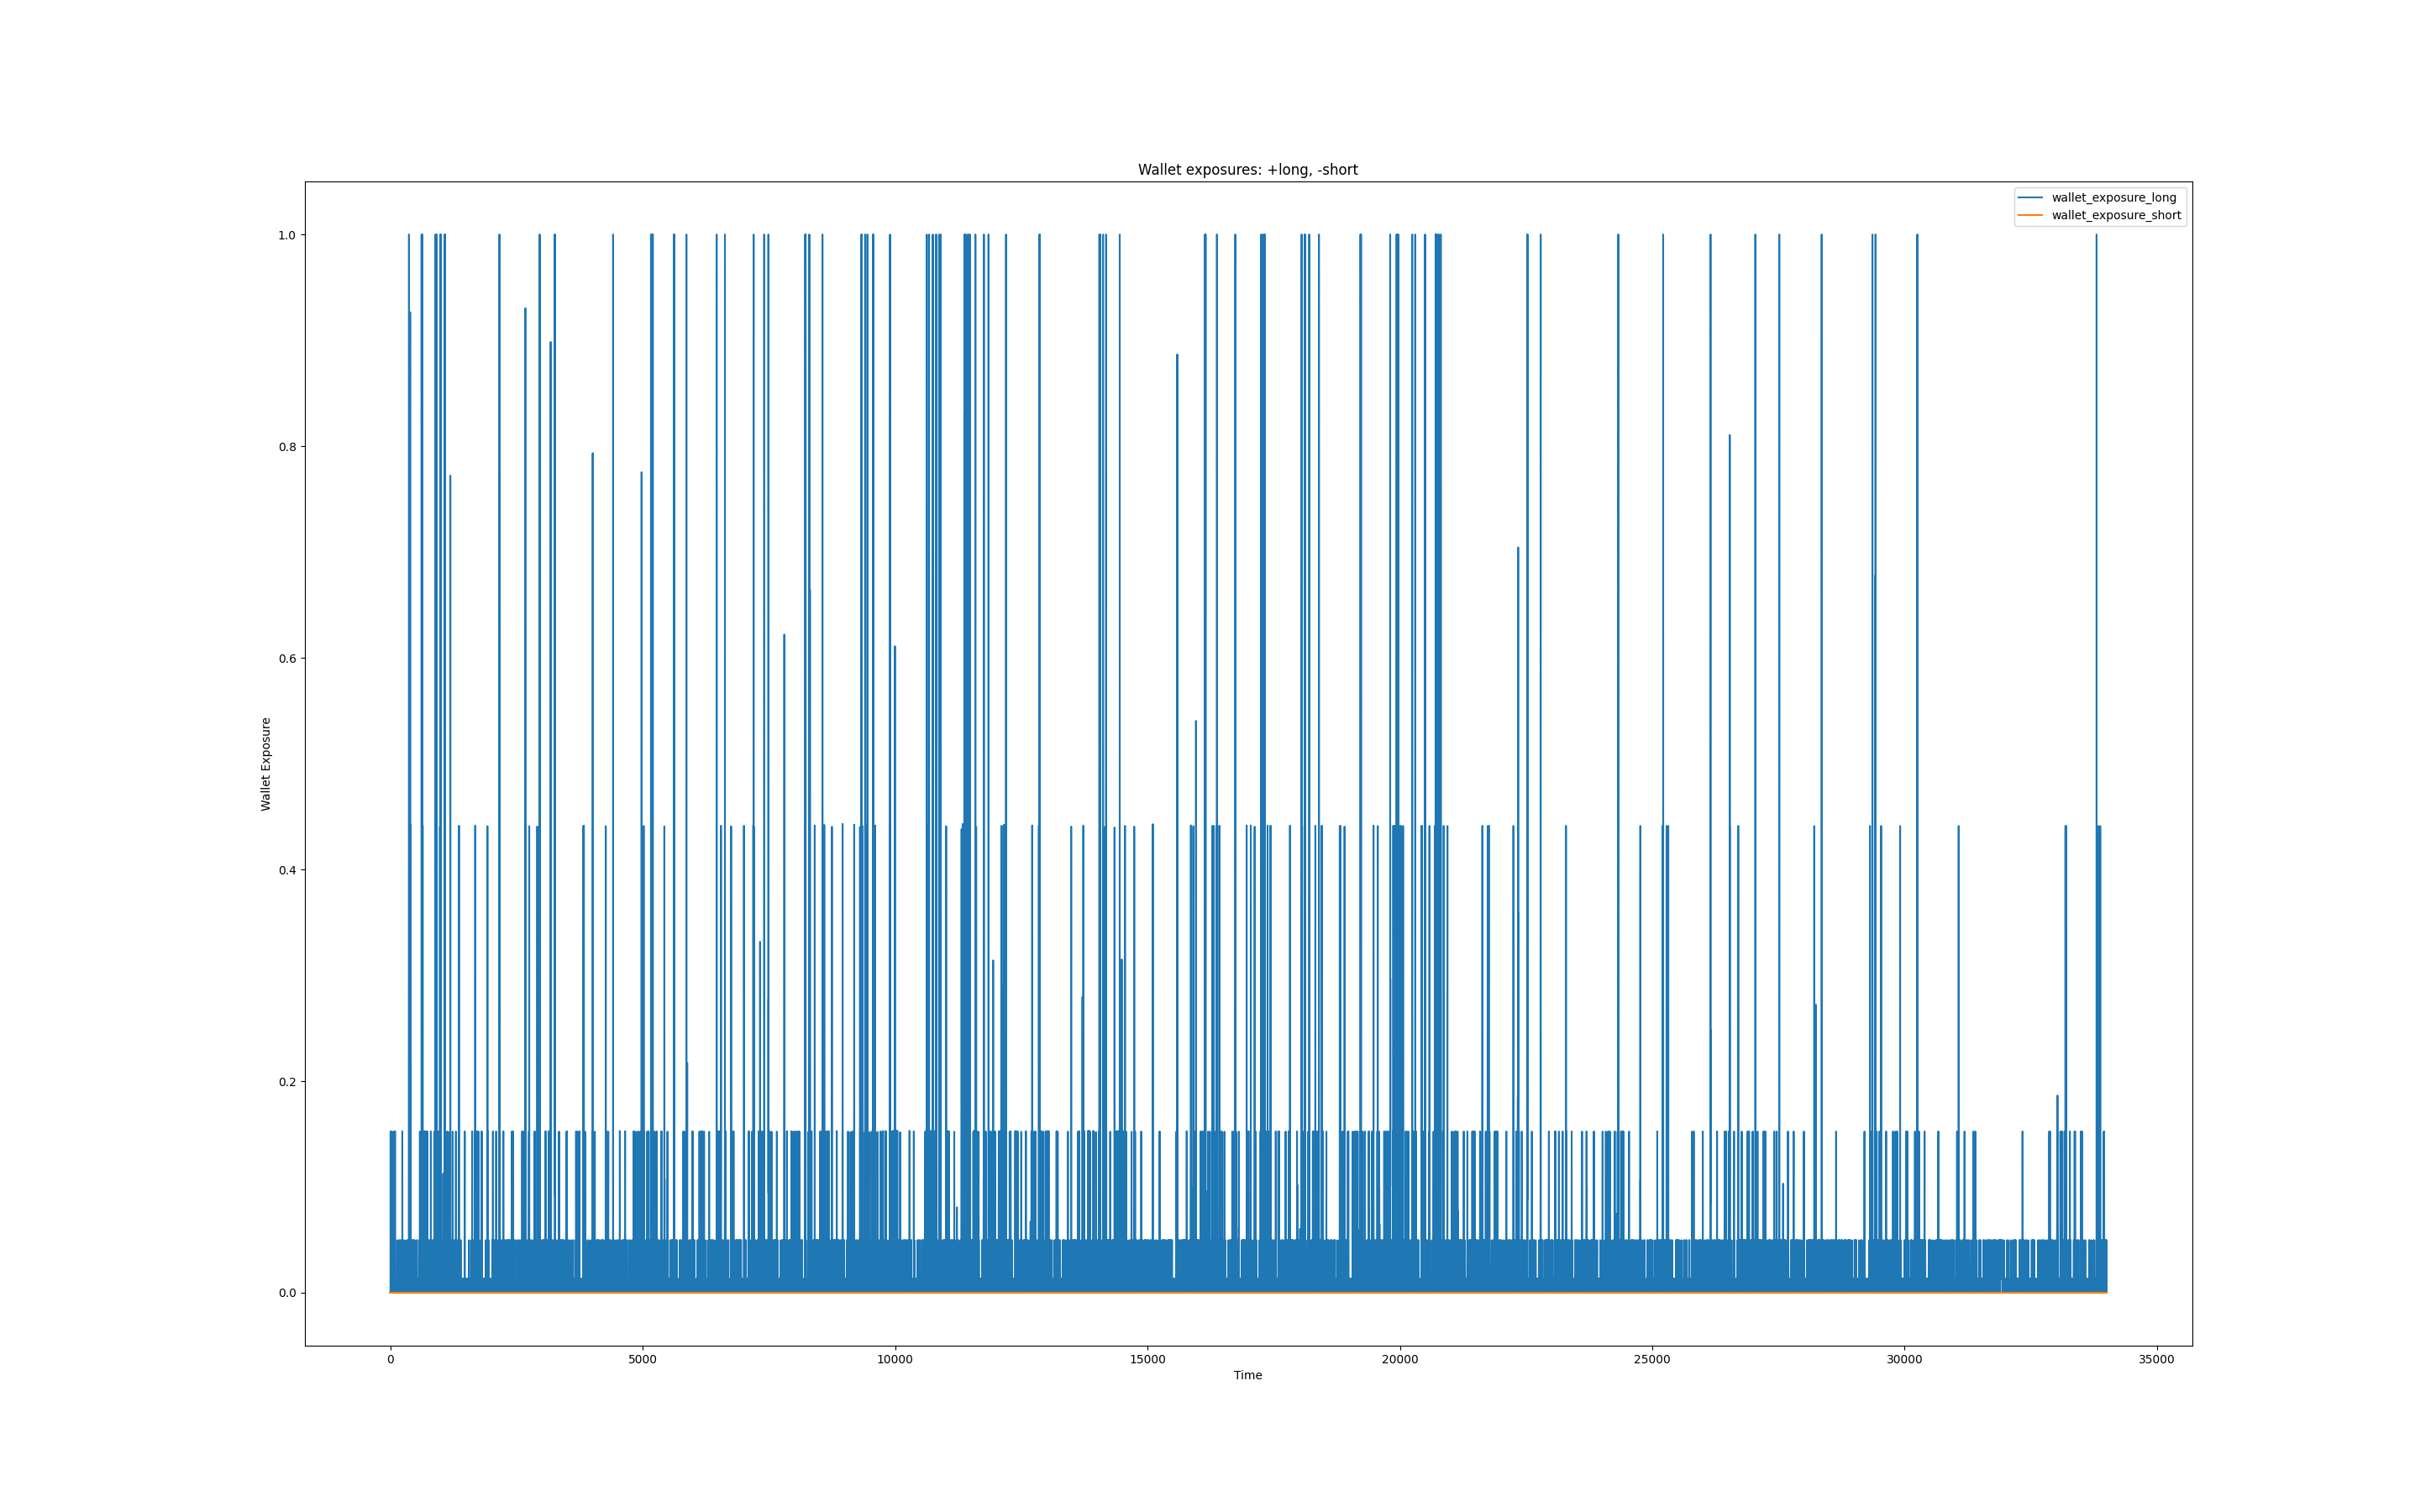 Wallet exposures: +long, -short
wallet_exposure_long
wallet_exposure_short
1.0
0.8
0.6
0.4
0.2
0.0
Wallet Exposure
0 5000 10000 15000 20000 25000 30000 35000
Time